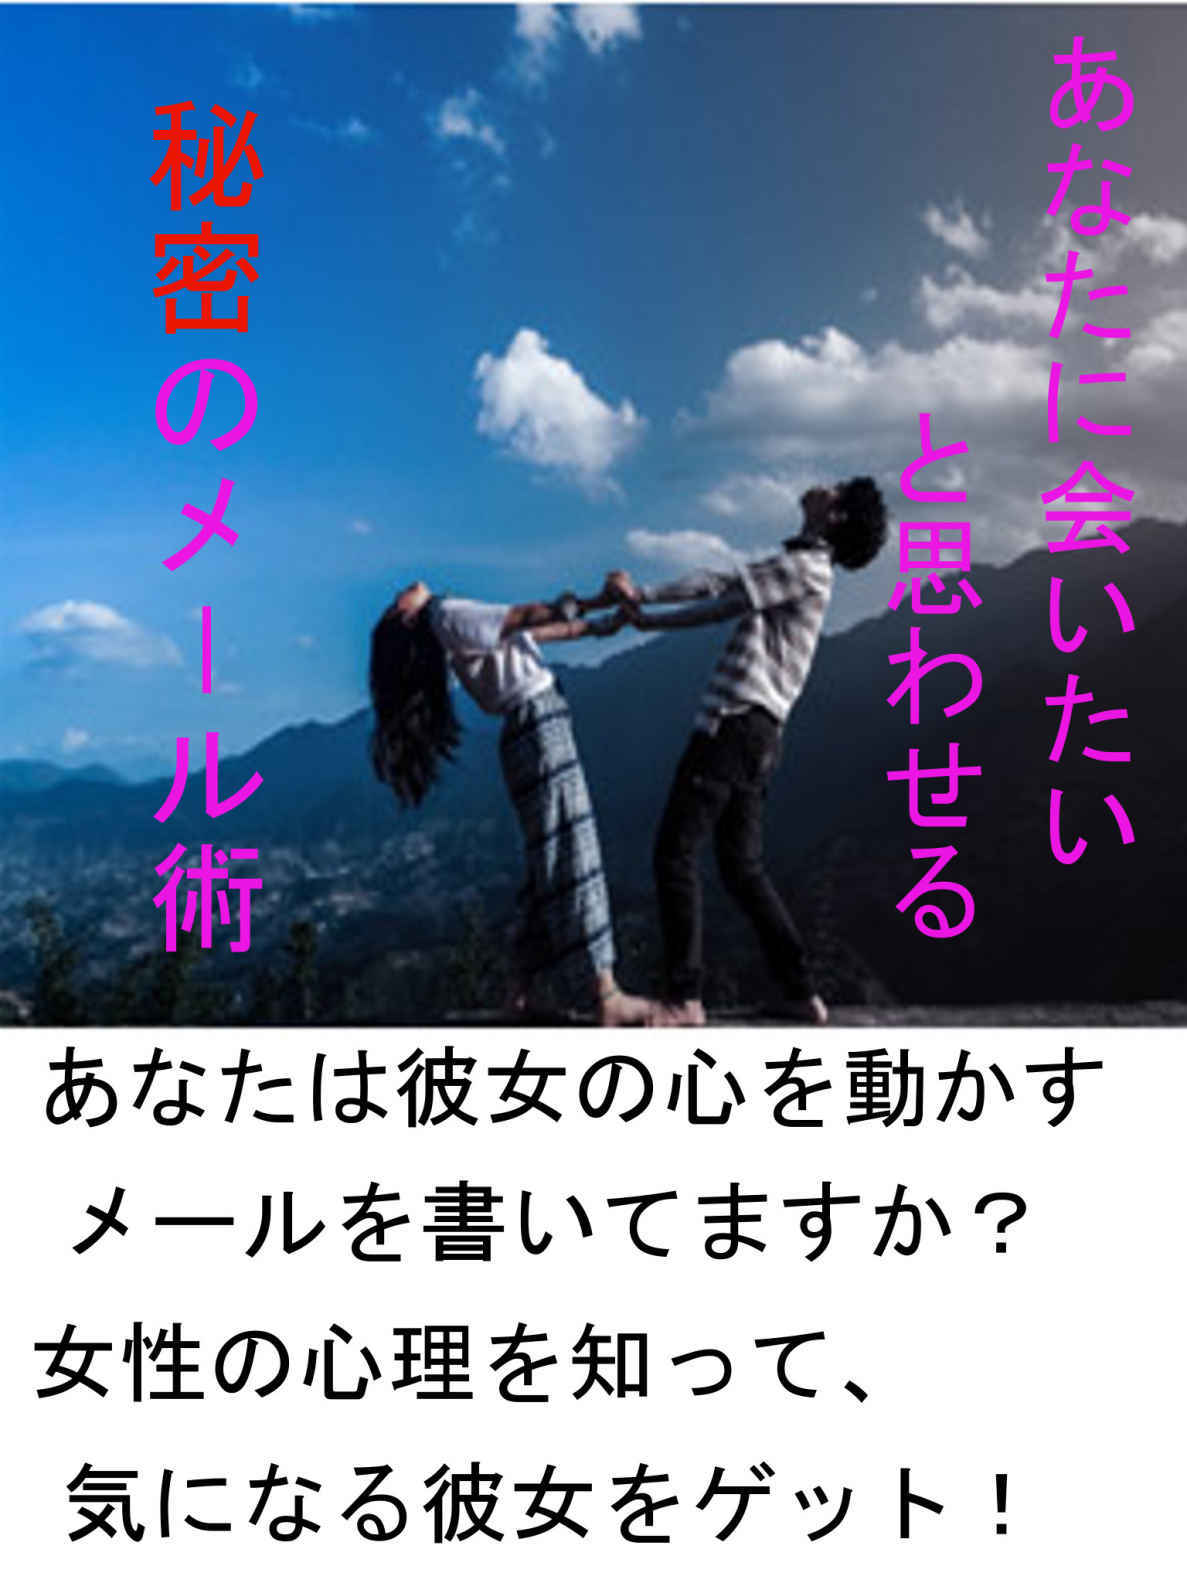 あなたに会いたい
と思わせる
秘密のメール術
あなたは彼女の心を動かす
メールを書いてますか？
女性の心理を知って、
気になる彼女をゲット！